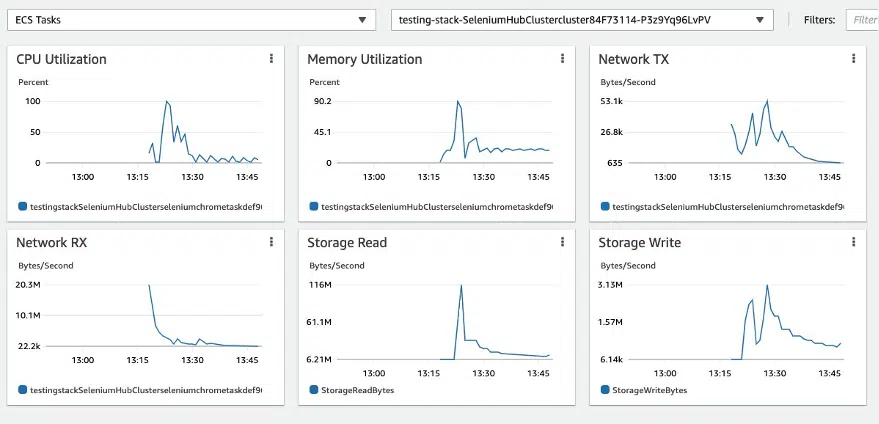 ECS Tasks
testing-stack-SeleniumHubClustercluster84F73114-P3z9Yq96LvPV
Filters:
Filter
CPU Utilization
Percent
100
50
0
13:00 13:15 13:30 13:45
testingstackSeleniumHubClusterseleniumchrometaskdef9
Memory Utilization
Percent
90.2
45.1
0
13:00 13:15 13:30 13:45
testingstackSeleniumHubClusterseleniumchrometaskdef9
Network TX
Bytes/Second
53.1k
26.8k
635
13:00 13:15 13:30 13:45
testingstackSeleniumHubClusterseleniumchrometaskdef9
Network RX
Bytes/Second
20.3M
10.1M
22.2k
13:00 13:15 13:30 13:45
testingstackSeleniumHubClusterseleniumchrometaskdef9
Storage Read
Bytes/Second
116M
61.1M
6.21M
13:00 13:15 13:30 13:45
StorageReadBytes
Storage Write
Bytes/Second
3.13M
1.57M
6.14k
13:00 13:15 13:30 13:45
StorageWriteBytes